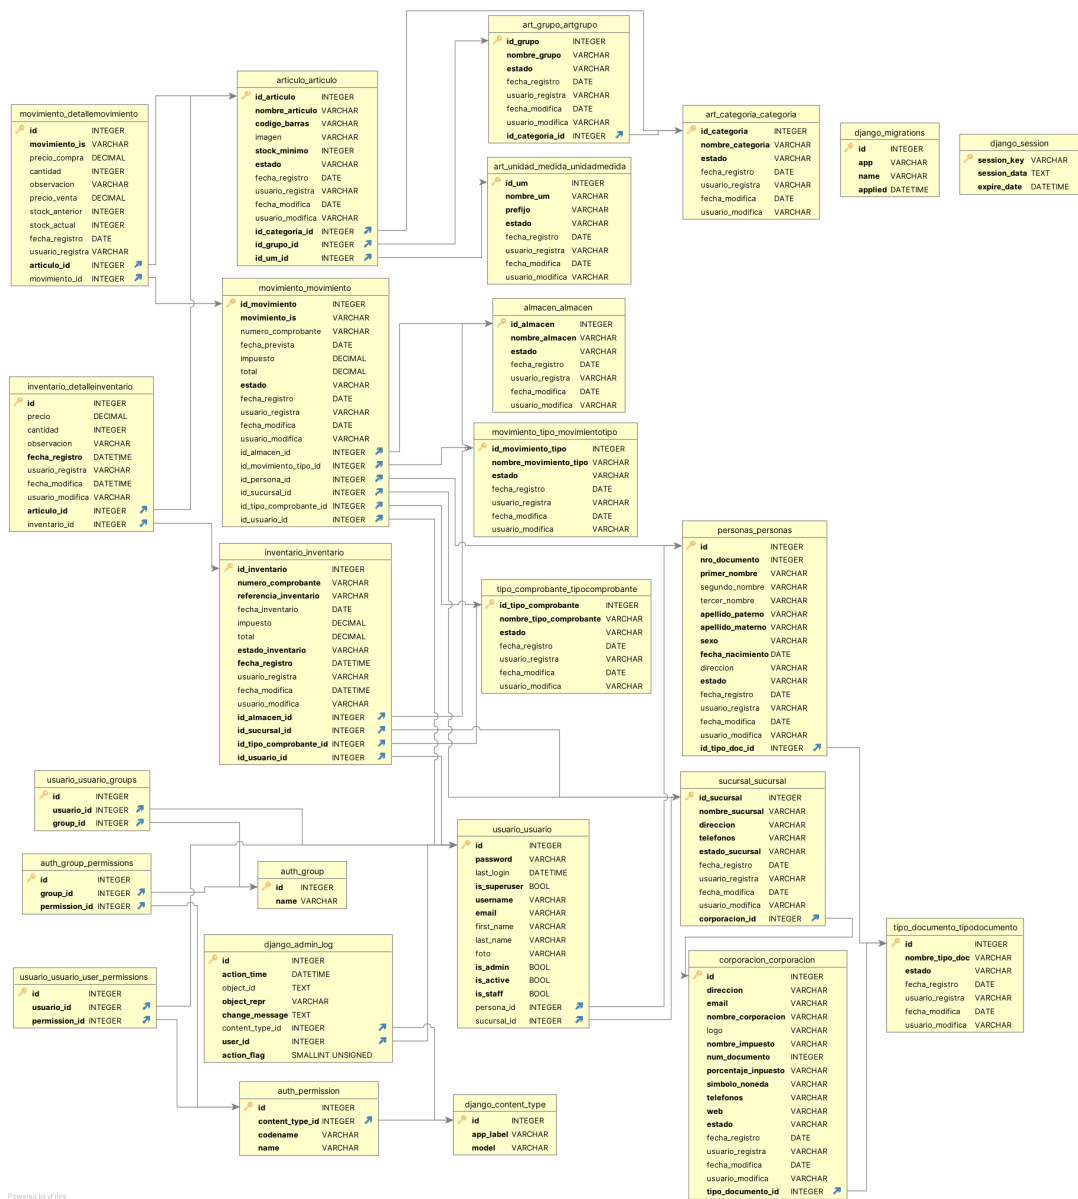 art_grupo_artgrupo
id_grupo INTEGER
nombre_grupo VARCHAR
estado VARCHAR
fecha_registro DATE
usuario_registra VARCHAR
fecha_modifica DATE
usuario_modifica VARCHAR
id_categoria_id INTEGER
articulo_articulo
id_articulo INTEGER
nombre_articulo VARCHAR
codigo_barras VARCHAR
imagen VARCHAR
stock_minimo INTEGER
estado VARCHAR
fecha_registro DATE
usuario_registra VARCHAR
fecha_modifica DATE
usuario_modifica VARCHAR
id_categoria_id INTEGER
id_grupo_id INTEGER
id_um_id INTEGER
movimiento_detallemovimiento
id INTEGER
movimiento_is VARCHAR
precio_compra DECIMAL
cantidad INTEGER
observacion VARCHAR
precio_venta DECIMAL
stock_anterior INTEGER
stock_actual INTEGER
fecha_registro DATE
usuario_registra VARCHAR
articulo_id INTEGER
movimiento_id INTEGER
art_categoria_categoria
id_categoria INTEGER
nombre_categoria VARCHAR
estado VARCHAR
fecha_registro DATE
usuario_registra VARCHAR
fecha_modifica DATE
usuario_modifica VARCHAR
django_migrations
id INTEGER
app VARCHAR
name VARCHAR
applied DATETIME
django_session
session_key VARCHAR
session_data TEXT
expire_date DATETIME
art_unidad_medida_unidadmedida
id_um INTEGER
nombre_um VARCHAR
prefijo VARCHAR
estado VARCHAR
fecha_registro DATE
usuario_registra VARCHAR
fecha_modifica DATE
usuario_modifica VARCHAR
movimiento_movimiento
id_movimiento INTEGER
movimiento_is VARCHAR
numero_comprobante VARCHAR
fecha_prevista DATE
impuesto DECIMAL
total DECIMAL
estado VARCHAR
fecha_registro DATE
usuario_registra VARCHAR
fecha_modifica DATE
usuario_modifica VARCHAR
id_almacen_id INTEGER
id_movimiento_tipo_id INTEGER
id_persona_id INTEGER
id_sucursal_id INTEGER
id_tipo_comprobante_id INTEGER
id_usuario_id INTEGER
almacen_almacen
id_almacen INTEGER
nombre_almacen VARCHAR
estado VARCHAR
fecha_registro DATE
usuario_registra VARCHAR
fecha_modifica DATE
usuario_modifica VARCHAR
inventario_detalleinventario
id INTEGER
precio DECIMAL
cantidad INTEGER
observacion VARCHAR
fecha_registro DATETIME
usuario_registra VARCHAR
fecha_modifica DATETIME
usuario_modifica VARCHAR
articulo_id INTEGER
inventario_id INTEGER
movimiento_tipo_movimientotipo
id_movimiento_tipo INTEGER
nombre_movimiento_tipo VARCHAR
estado VARCHAR
fecha_registro DATE
usuario_registra VARCHAR
fecha_modifica DATE
usuario_modifica VARCHAR
personas_personas
id INTEGER
nro_documento INTEGER
primer_nombre VARCHAR
segundo_nombre VARCHAR
tercer_nombre VARCHAR
apellido_paterno VARCHAR
apellido_materno VARCHAR
sexo VARCHAR
fecha_nacimiento DATE
direccion VARCHAR
estado VARCHAR
fecha_registro DATE
usuario_registra VARCHAR
fecha_modifica DATE
usuario_modifica VARCHAR
id_tipo_doc_id INTEGER
inventario_inventario
id_inventario INTEGER
numero_comprobante VARCHAR
referencia_inventario VARCHAR
fecha_inventario DATE
impuesto DECIMAL
total DECIMAL
estado_inventario VARCHAR
fecha_registro DATETIME
usuario_registra VARCHAR
fecha_modifica DATETIME
usuario_modifica VARCHAR
id_almacen_id INTEGER
id_sucursal_id INTEGER
id_tipo_comprobante_id INTEGER
id_usuario_id INTEGER
tipo_comprobante_tipocomprobante
id_tipo_comprobante INTEGER
nombre_tipo_comprobante VARCHAR
estado VARCHAR
fecha_registro DATE
usuario_registra VARCHAR
fecha_modifica DATE
usuario_modifica VARCHAR
usuario_usuario_groups
id INTEGER
usuario_id INTEGER
group_id INTEGER
sucursal_sucursal
id_sucursal INTEGER
nombre_sucursal VARCHAR
direccion VARCHAR
telefonos VARCHAR
estado_sucursal VARCHAR
fecha_registro DATE
usuario_registra VARCHAR
fecha_modifica DATE
usuario_modifica VARCHAR
corporacion_id INTEGER
usuario_usuario
id INTEGER
password VARCHAR
last_login DATETIME
is_superuser BOOL
username VARCHAR
email VARCHAR
first_name VARCHAR
last_name VARCHAR
foto VARCHAR
is_admin BOOL
is_active BOOL
is_staff BOOL
persona_id INTEGER
sucursal_id INTEGER
auth_group_permissions
id INTEGER
group_id INTEGER
permission_id INTEGER
auth_group
id INTEGER
name VARCHAR
tipo_documento_tipodocumento
id INTEGER
nombre_tipo_doc VARCHAR
estado VARCHAR
fecha_registro DATE
usuario_registra VARCHAR
fecha_modifica DATE
usuario_modifica VARCHAR
django_admin_log
id INTEGER
action_time DATETIME
object_id TEXT
object_repr VARCHAR
change_message TEXT
content_type_id INTEGER
user_id INTEGER
action_flag SMALLINT UNSIGNED
corporacion_corporacion
id INTEGER
direccion VARCHAR
email VARCHAR
nombre_corporacion VARCHAR
logo VARCHAR
nombre_impuesto VARCHAR
num_documento INTEGER
porcentaje_inpuesto VARCHAR
simbolo_noneda VARCHAR
telefonos VARCHAR
web VARCHAR
estado VARCHAR
fecha_registro DATE
usuario_registra VARCHAR
fecha_modifica DATE
usuario_modifica VARCHAR
tipo_documento_id INTEGER
usuario_usuario_user_permissions
id INTEGER
usuario_id INTEGER
permission_id INTEGER
auth_permission
id INTEGER
content_type_id INTEGER
codename VARCHAR
name VARCHAR
django_content_type
id INTEGER
app_label VARCHAR
model VARCHAR
Powered by yFiles